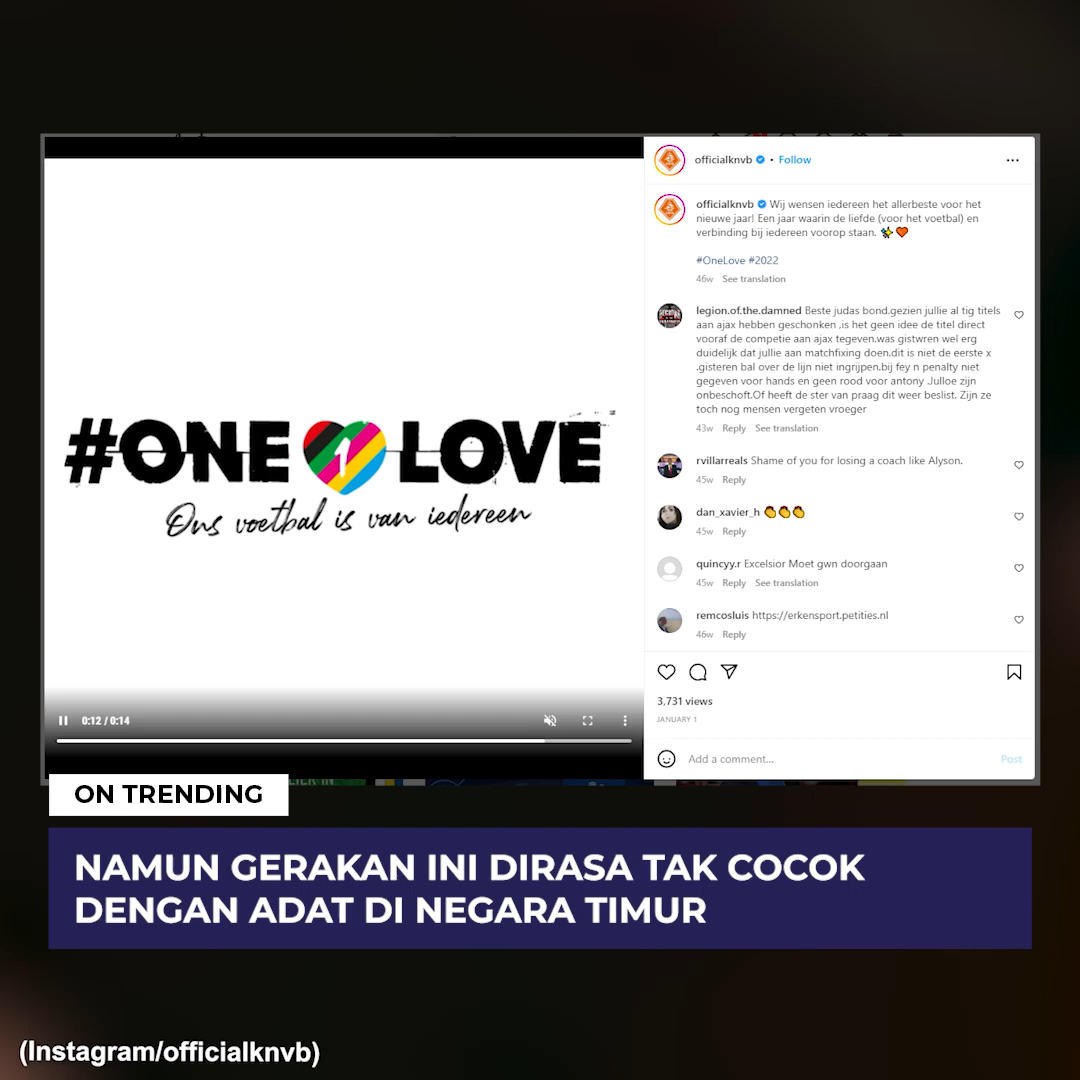 officialknvb • Follow
officialknvb Wij wensen iedereen het allerbeste voor het
nieuwe jaar! Een jaar waarin de liefde (voor het voetbal) en
verbinding bij iedereen voorop staan.
#OneLove #2022
46w See translation
legion.of.the.damned Beste judas bond.gezien jullie al tig titels
aan ajax hebben geschonken ,is het geen idee de titel direct
vooraf de competie aan ajax tegeven.was gistwren wel erg
duidelijk dat jullie aan matchfixing doen.dit is niet de eerste x
.gisteren bal over de lijn niet ingrijpen.bij fey n penalty niet
gegeven voor hands en geen rood voor antony .Julloe zijn
onbeschoft.Of heeft de ster van praag dit weer beslist. Zijn ze
toch nog mensen vergeten vroeger
43w Reply See translation
rvillarreals Shame of you for losing a coach like Alyson.
45w Reply
dan_xavier_h 👏👏👏
45w Reply
quincyy.r Excelsior Moet gwn doorgaan
45w Reply See translation
remcosluis https://erkensport.petities.nl
46w Reply
3,731 views
JANUARY 1
Add a comment... Post
#ONE 1 LOVE
Ons voetbal is van iedereen
0:12 / 0:14
ON TRENDING
NAMUN GERAKAN INI DIRASA TAK COCOK
DENGAN ADAT DI NEGARA TIMUR
(Instagram/officialknvb)